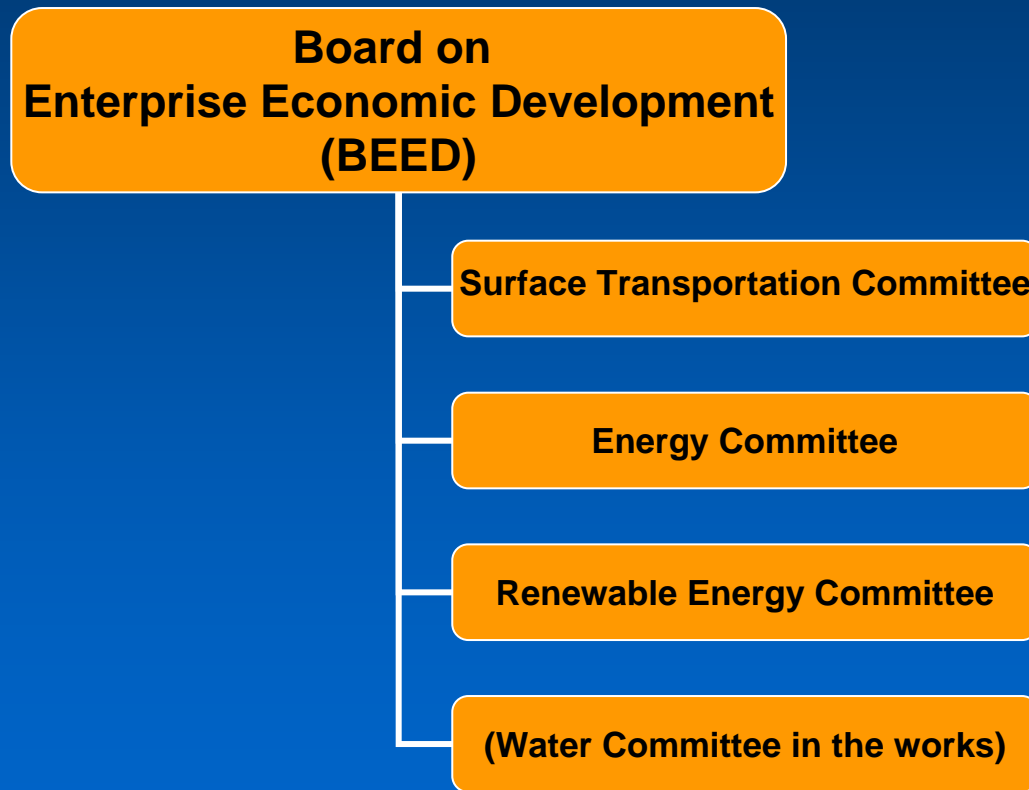 Board on
Enterprise Economic Development
(BEED)
Surface Transportation Committee
Energy Committee
Renewable Energy Committee
(Water Committee in the works)